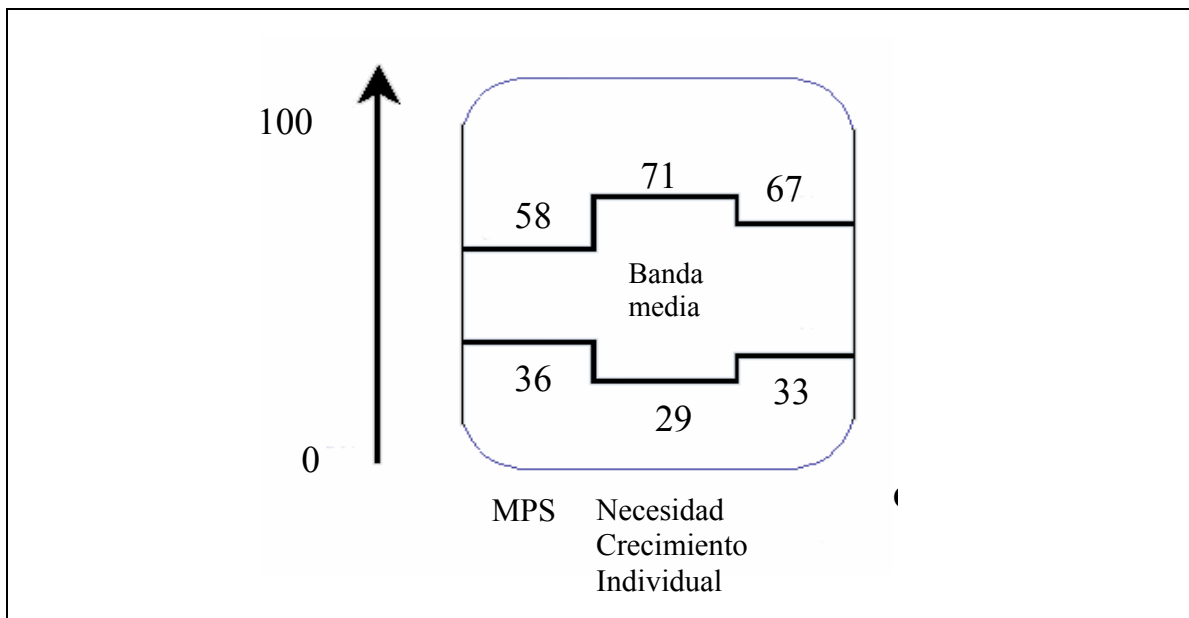 100
71
67
58
Banda
media
36
33
29
0
MPS
Necesidad
Crecimiento
Individual